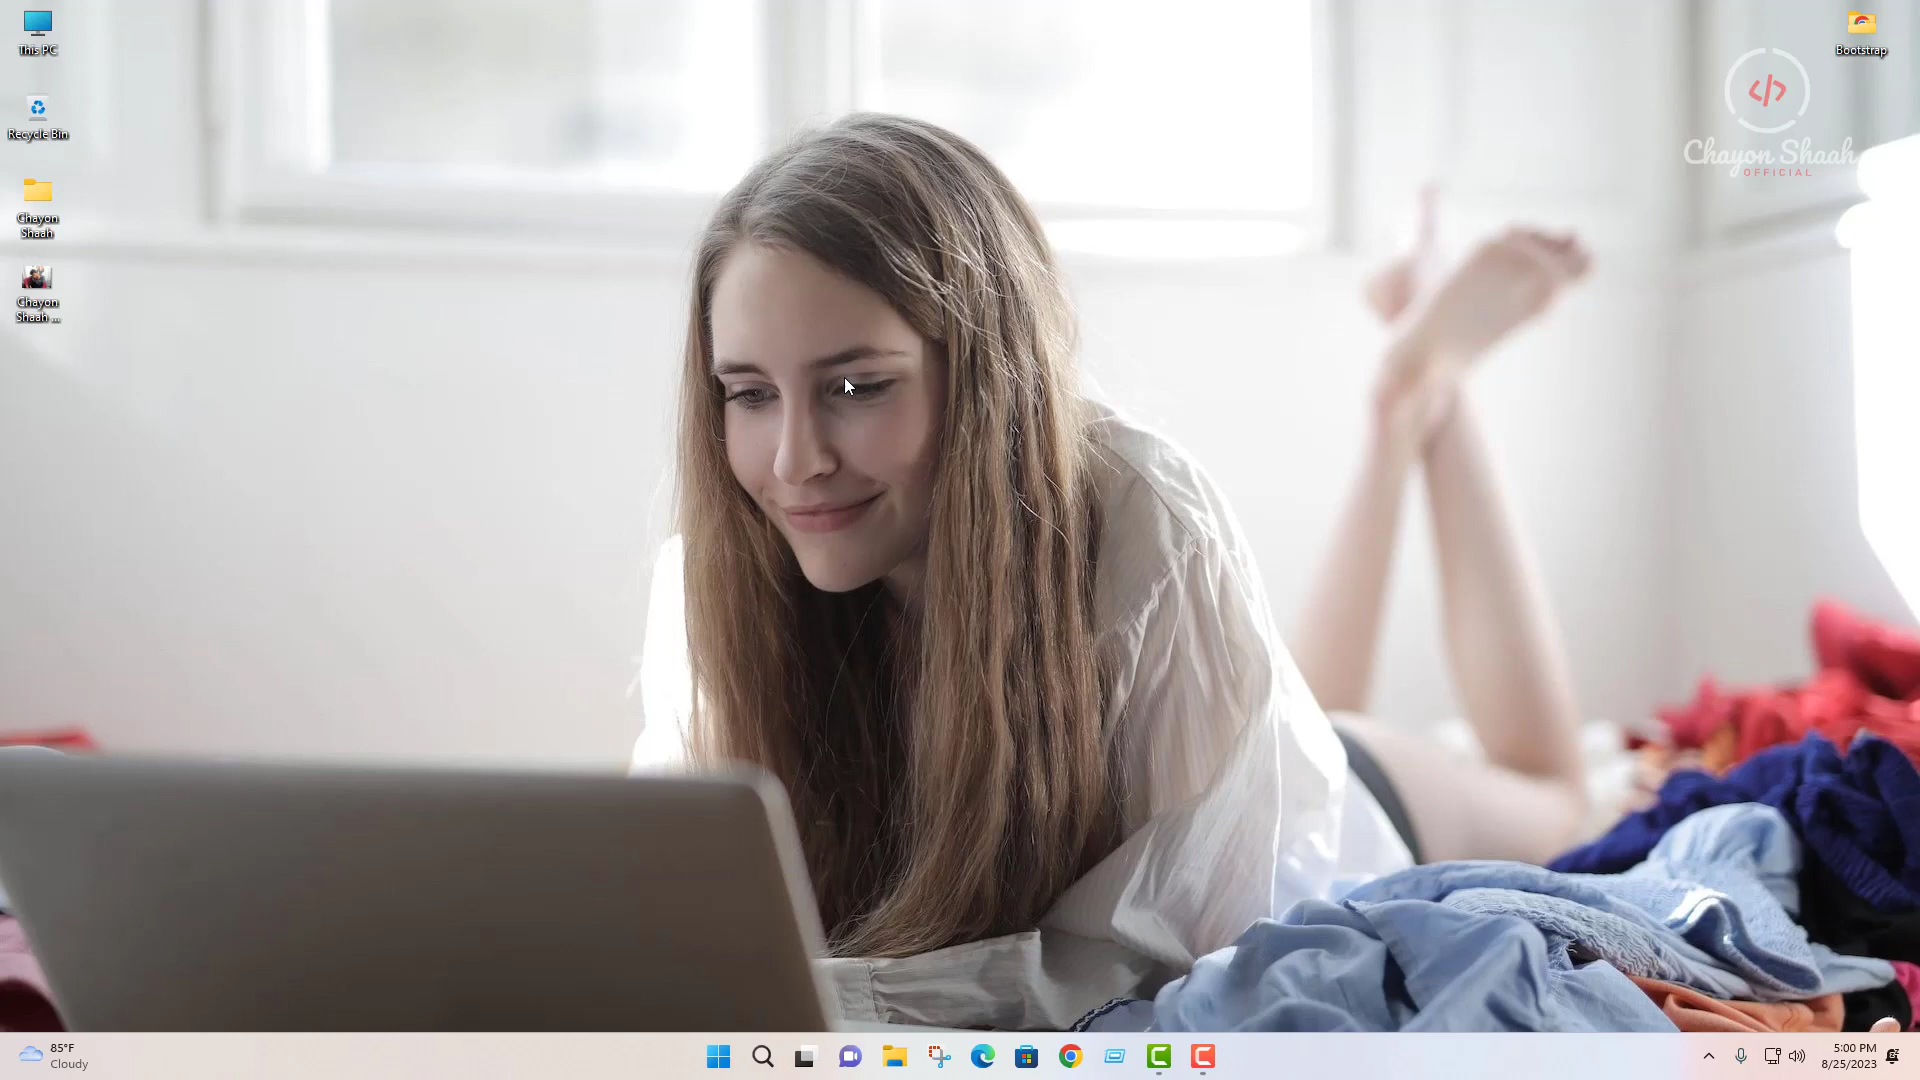 This PC
Recycle Bin
Chayon
Shaah
Chayon
Shaah ...
Bootstrap
</>
Chayon Shaah
OFFICIAL
85°F
Cloudy
5:00 PM
8/25/2023